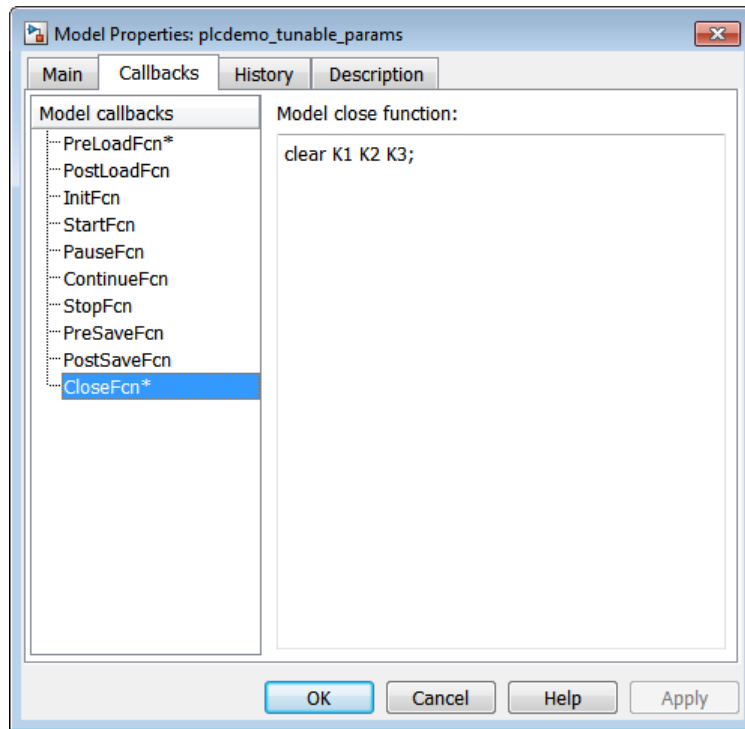 Model Properties: plcdemo_tunable_params
Main Callbacks History Description
Model callbacks
PreLoadFcn*
PostLoadFcn
InitFcn
StartFcn
PauseFcn
ContinueFcn
StopFcn
PreSaveFcn
PostSaveFcn
CloseFcn*
Model close function:
clear K1 K2 K3;
OK Cancel Help Apply